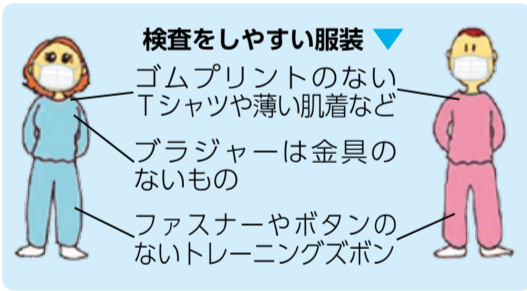 検査をしやすい服装▼
ゴムプリントのない
Tシャツや薄い肌着など
ブラジャーは金具の
ないもの
ファスナーやボタンの
ないトレーニングズボン